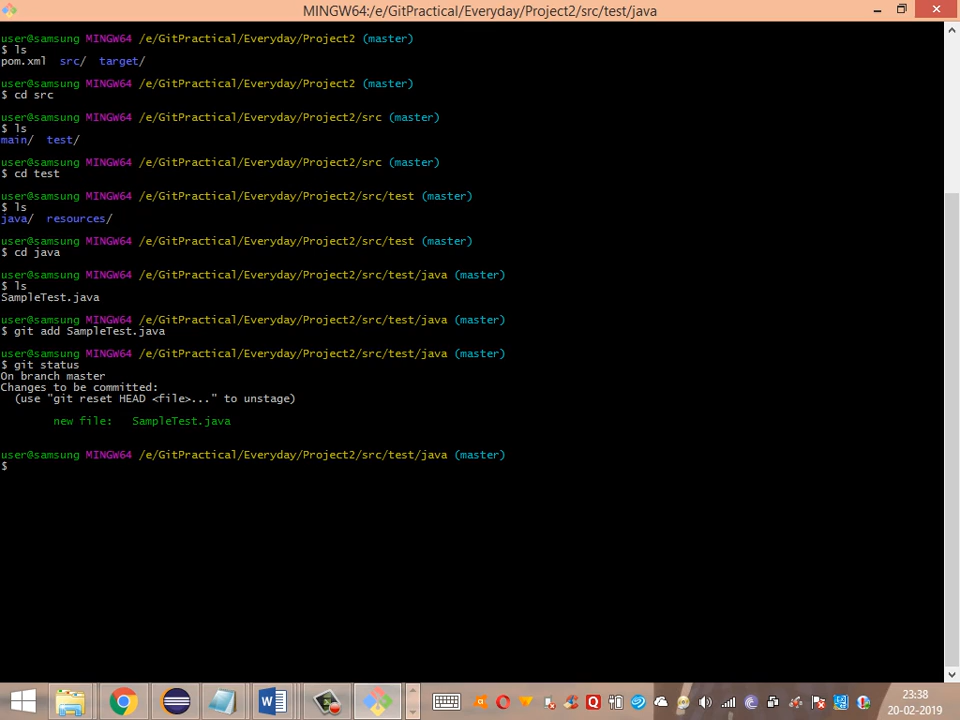 MINGW64:/e/GitPractical/Everyday/Project2/src/test/java
user@samsung MINGW64 /e/GitPractical/Everyday/Project2 (master)
$ ls
pom.xml  src/  target/
user@samsung MINGW64 /e/GitPractical/Everyday/Project2 (master)
$ cd src
user@samsung MINGW64 /e/GitPractical/Everyday/Project2/src (master)
$ ls
main/  test/
user@samsung MINGW64 /e/GitPractical/Everyday/Project2/src (master)
$ cd test
user@samsung MINGW64 /e/GitPractical/Everyday/Project2/src/test (master)
$ ls
java/  resources/
user@samsung MINGW64 /e/GitPractical/Everyday/Project2/src/test (master)
$ cd java
user@samsung MINGW64 /e/GitPractical/Everyday/Project2/src/test/java (master)
$ ls
SampleTest.java
user@samsung MINGW64 /e/GitPractical/Everyday/Project2/src/test/java (master)
$ git add SampleTest.java
user@samsung MINGW64 /e/GitPractical/Everyday/Project2/src/test/java (master)
$ git status
On branch master
Changes to be committed:
  (use "git reset HEAD <file>..." to unstage)
        new file:   SampleTest.java
user@samsung MINGW64 /e/GitPractical/Everyday/Project2/src/test/java (master)
$
23:38
20-02-2019